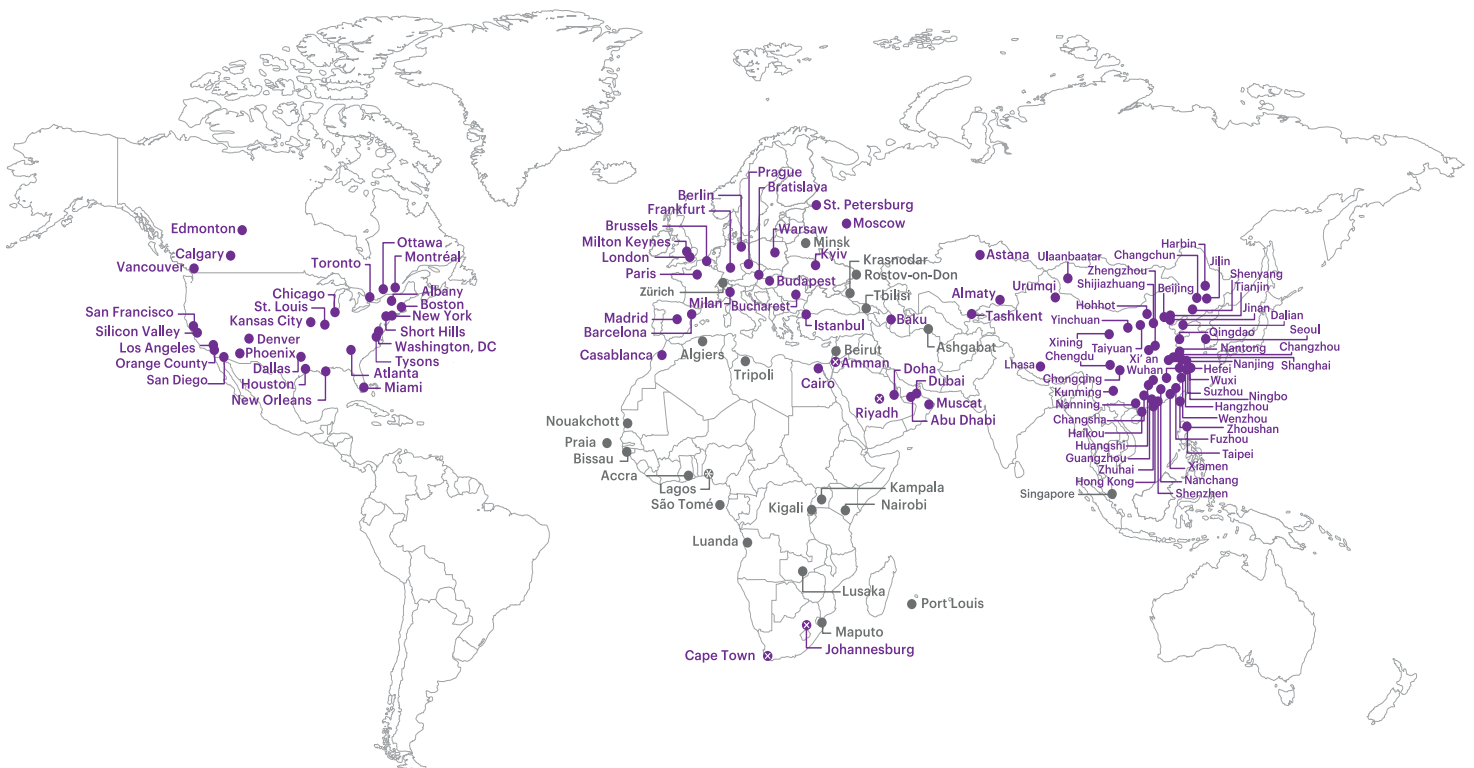 Edmonton
Calgary
Vancouver
Toronto
Ottawa
Montréal
Chicago
St. Louis
Kansas City
Albany
Boston
New York
Short Hills
Washington, DC
Tysons
Atlanta
Miami
San Francisco
Silicon Valley
Los Angeles
Orange County
San Diego
Denver
Phoenix
Dallas
Houston
New Orleans
Prague
Bratislava
Berlin
Frankfurt
Brussels
Milton Keynes
London
Paris
Zürich
Milan
Madrid
Barcelona
Casablanca
St. Petersburg
Moscow
Warsaw
Minsk
Kyiv
Krasnodar
Rostov-on-Don
Budapest
Bucharest
Tbilisi
Istanbul
Baku
Ashgabat
Algiers
Tripoli
Beirut
Amman
Cairo
Doha
Dubai
Muscat
Riyadh
Abu Dhabi
Nouakchott
Praia
Bissau
Accra
Lagos
São Tomé
Kampala
Kigali
Nairobi
Luanda
Lusaka
Port Louis
Maputo
Johannesburg
Cape Town
Astana
Almaty
Tashkent
Ulaanbaatar
Urumqi
Harbin
Changchun
Jilin
Zhengzhou
Shenyang
Shijiazhuang
Beijing
Tianjin
Hohhot
Jinan
Yinchuan
Dalian
Qingdao
Seoul
Xining
Taiyuan
Nantong
Changzhou
Lhasa
Chengdu
Xi’ an
Wuhan
Hefei
Nanjing
Shanghai
Chongqing
Wuxi
Kunming
Suzhou
Ningbo
Nanning
Hangzhou
Changsha
Wenzhou
Zhoushan
Haikou
Fuzhou
Huangshi
Taipei
Guangzhou
Zhuhai
Xiamen
Hong Kong
Nanchang
Shenzhen
Singapore